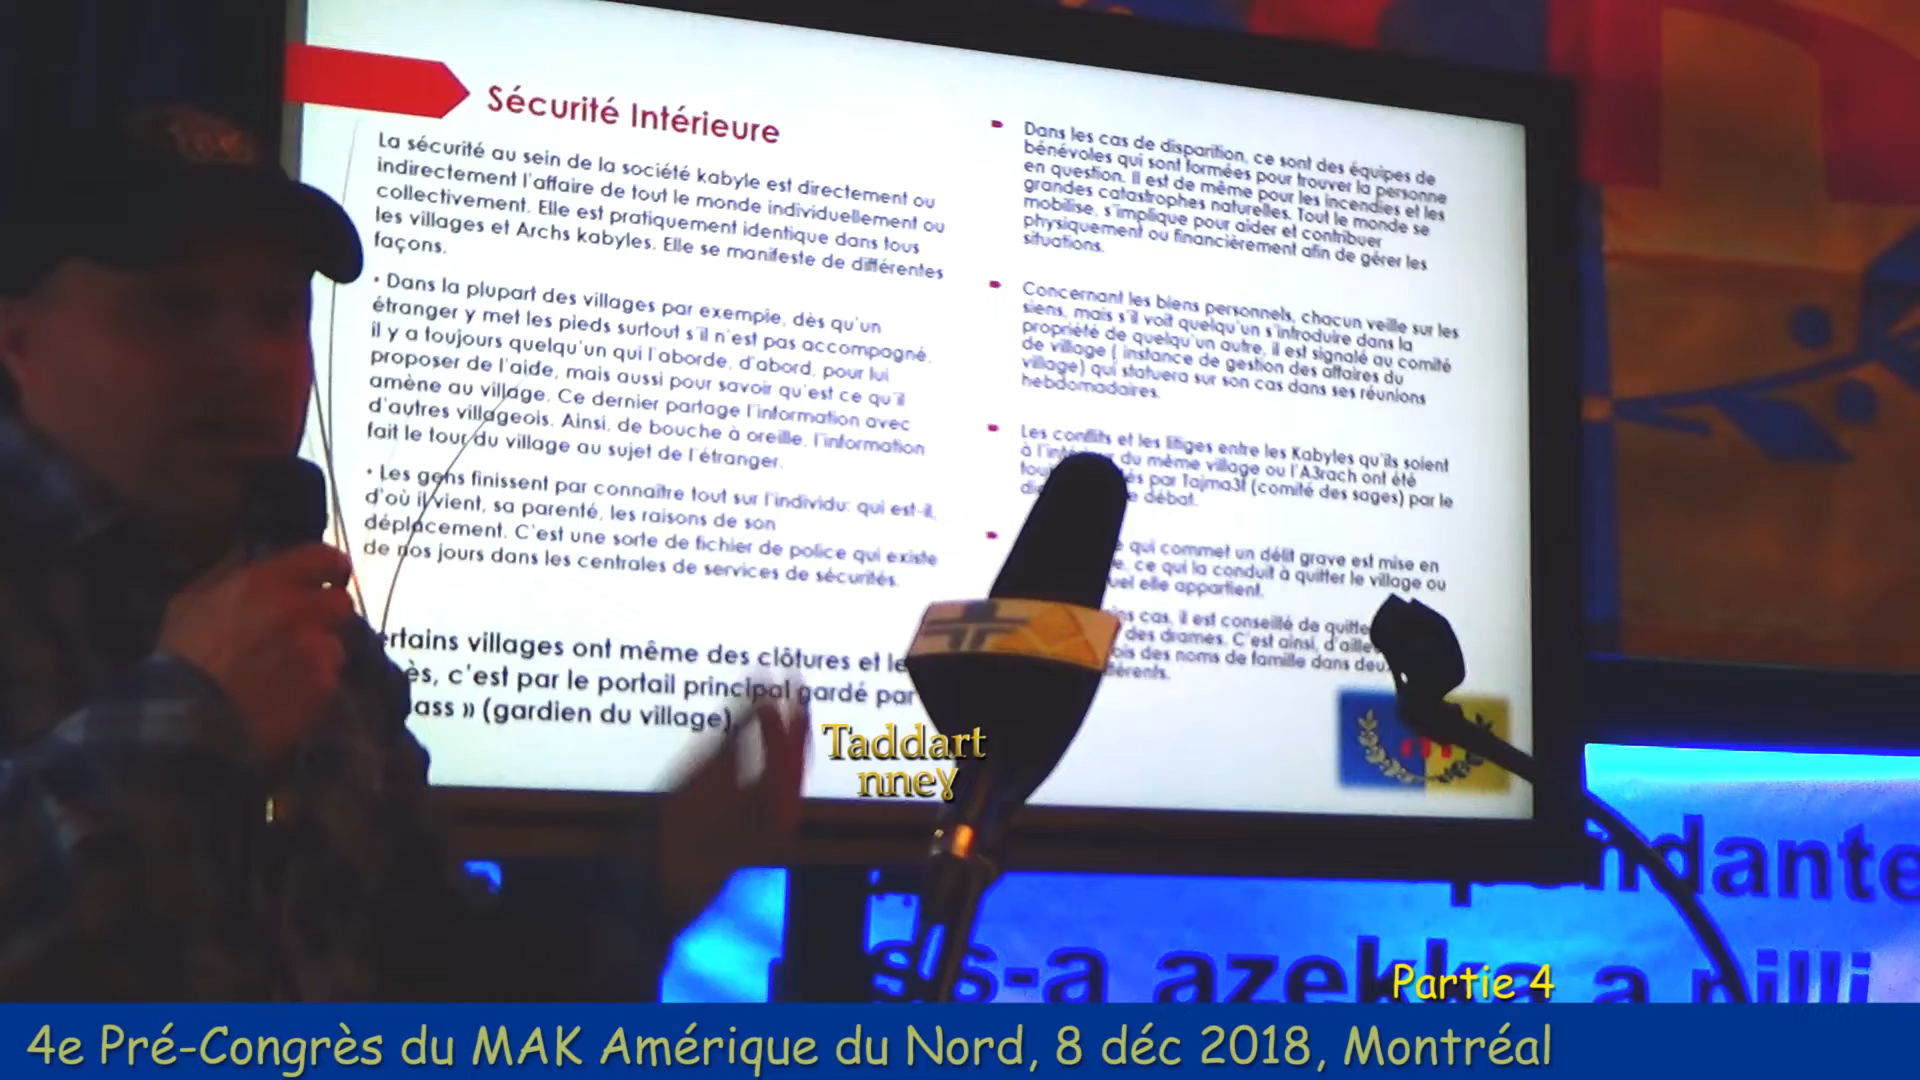 Sécurité Intérieure
La sécurité au sein de la société kabyle est directement ou
indirectement l'affaire de tout le monde individuellement ou
collectivement. Elle est pratiquement identique dans tous
les villages et Archs kabyles. Elle se manifeste de différentes
façons.
• Dans la plupart des villages par exemple, dès qu'un
étranger y met les pieds surtout s'il n'est pas accompagné,
il y a toujours quelqu'un qui l'aborde, d'abord, pour lui
proposer de l'aide, mais aussi pour savoir qu'est ce qu'il
amène au village. Ce dernier partage l'information avec
d'autres villageois. Ainsi, de bouche à oreille, l'information
fait le tour du village au sujet de l'étranger.
• Les gens finissent par connaître tout sur l'individu: qui est-il,
d'où il vient, sa parenté, les raisons de son
déplacement. C'est une sorte de fichier de police qui existe
de nos jours dans les centrales de services de sécurités.
ertains villages ont même des clôtures et le
ès, c'est par le portail principal gardé par
lass » (gardien du village)
Dans les cas de disparition, ce sont des équipes de
bénévoles qui sont formées pour trouver la personne
en question. Il est de même pour les incendies et les
grandes catastrophes naturelles. Tout le monde se
mobilise, s'implique pour aider et contribuer
physiquement ou financièrement afin de gérer les
situations.
Concernant les biens personnels, chacun veille sur les
siens, mais s'il voit quelqu'un s'introduire dans la
propriété de quelqu'un autre, il est signalé au comité
de village ( instance de gestion des affaires du
village) qui statuera sur son cas dans ses réunions
hebdomadaires.
Les conflits et les litiges entre les Kabyles qu'ils soient
à l'intérieur du même village ou l'A3rach ont été
par Tajma3t (comité des sages) par le
débat.
qui commet un délit grave est mise en
ce qui la conduit à quitter le village ou
elle appartient.
cas, il est conseillé de quitte
des drames. C'est ainsi, d'aille
des noms de famille dans deu
Taddart
nneɣ
ndante
s-a azekka a nilli
Partie 4
4e Pré-Congrès du MAK Amérique du Nord, 8 déc 2018, Montréal